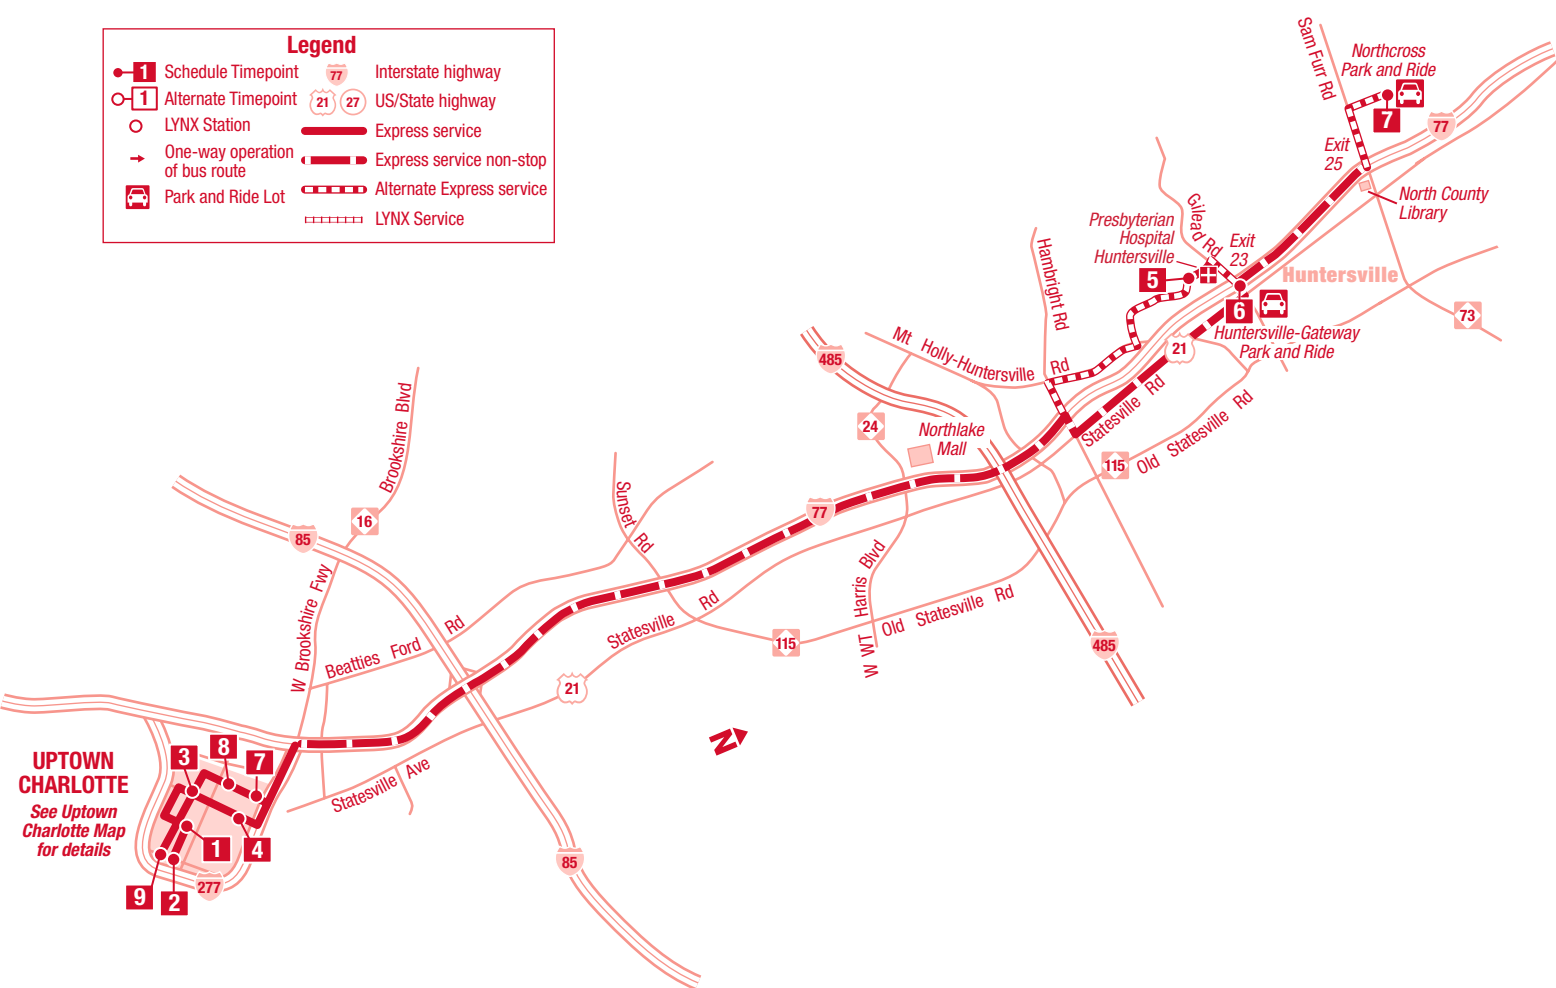 Legend
1 Schedule Timepoint
1 Alternate Timepoint
LYNX Station
One-way operation
of bus route
Park and Ride Lot
77 Interstate highway
21 27 US/State highway
Express service
Express service non-stop
Alternate Express service
LYNX Service
Sam Furr Rd
Northcross
Park and Ride
7
77
Exit
25
North County
Library
Gilead Rd
Presbyterian
Hospital
Huntersville
Exit
23
5
6
Huntersville
73
Huntersville-Gateway
Park and Ride
21
Hambright Rd
Mt Holly-Huntersville Rd
485
Statesville Rd
Old Statesville Rd
115
24
Northlake
Mall
Brookshire Blvd
16
85
Sunset Rd
77
W Brookshire Fwy
Beatties Ford Rd
Statesville Rd
115
Old Statesville Rd
W WT Harris Blvd
485
21
N
UPTOWN
CHARLOTTE
See Uptown
Charlotte Map
for details
3
8
7
Statesville Ave
1
4
9
2
277
85